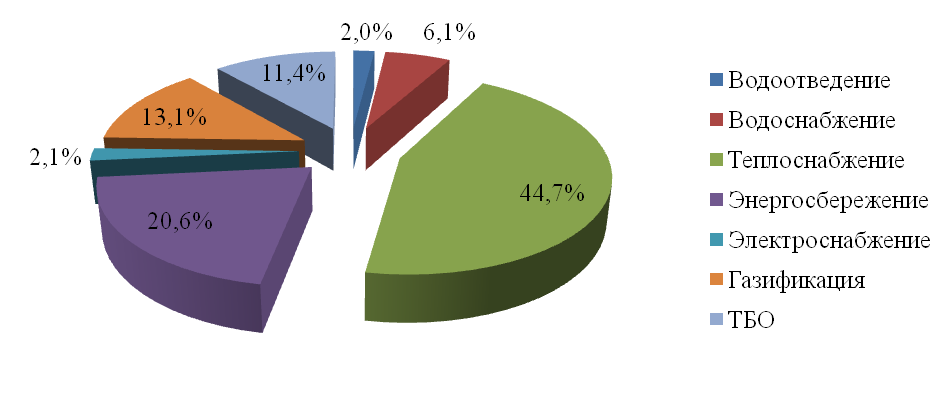 2,0%
6,1%
11,4%
13,1%
2,1%
44,7%
20,6%
Водоотведение
Водоснабжение
Теплоснабжение
Энергосбережение
Электроснабжение
Газификация
ТБО